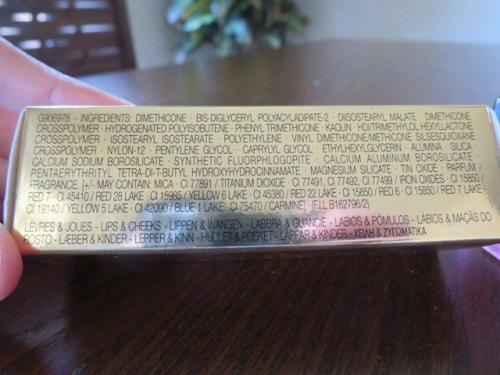 G906978 - INGREDIENTS: DIMETHICONE · BIS-DIGLYCERYL POLYACYLADIPATE-2 · DIISOSTEARYL MALATE · DIMETHICONE
CROSSPOLYMER · HYDROGENATED POLYISOBUTENE · PHENYL TRIMETHICONE · KAOLIN · HDI/TRIMETHYLOL HEXYLLACTONE
CROSSPOLYMER · ISOSTEARYL ISOSTEARATE · POLYETHYLENE · VINYL DIMETHICONE/METHICONE SILSESQUIOXANE
CROSSPOLYMER · NYLON-12 · PENTYLENE GLYCOL · CAPRYLYL GLYCOL · ETHYLHEXYLGLYCERIN · ALUMINA · SILICA ·
CALCIUM SODIUM BOROSILICATE · SYNTHETIC FLUORPHLOGOPITE · CALCIUM ALUMINUM BOROSILICATE ·
PENTAERYTHRITYL TETRA-DI-T-BUTYL HYDROXYHYDROCINNAMATE · MAGNESIUM SILICATE · TIN OXIDE · PARFUM /
FRAGRANCE. [+/- MAY CONTAIN: MICA · CI 77891 / TITANIUM DIOXIDE · CI 77491, CI 77492, CI 77499 / IRON OXIDES · CI 15850 /
RED 7 · CI 45410 / RED 28 LAKE · CI 15985 / YELLOW 6 LAKE · CI 45380 / RED 22 LAKE · CI 15850 / RED 6 · CI 15850 / RED 7 LAKE ·
CI 19140 / YELLOW 5 LAKE · CI 42090 / BLUE 1 LAKE · CI 75470 / CARMINE]. (F.I.L B162796/2)
LÈVRES & JOUES · LIPS & CHEEKS · LIPPEN & WANGEN · LABBRA & GUANCIE · LABIOS & PÓMULOS · LÁBIOS & MAÇÃS DO
ROSTO · LÆBER & KINDER · LEPPER & KINN · HUULET & POSKET · LÄPPAR & KINDER · ΧΕΙΛΗ & ΖΥΓΩΜΑΤΙΚΑ